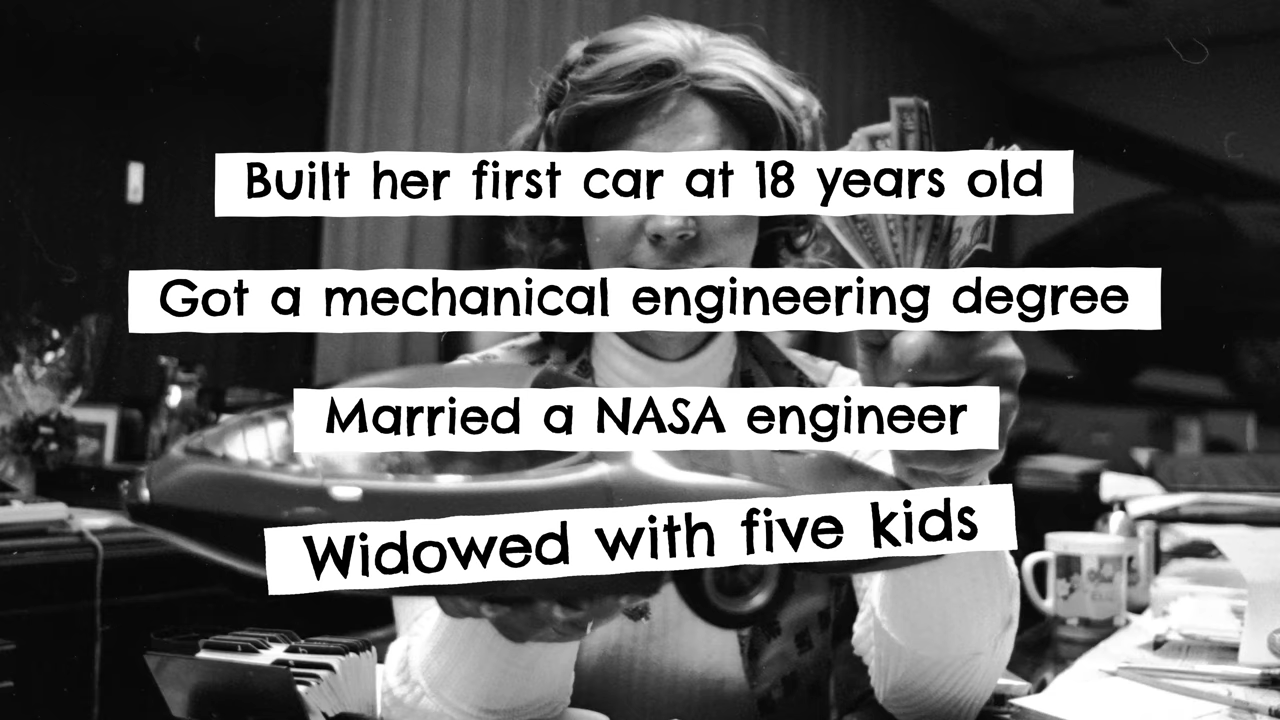 Built her first car at 18 years old
Got a mechanical engineering degree
Married a NASA engineer
Widowed with five kids